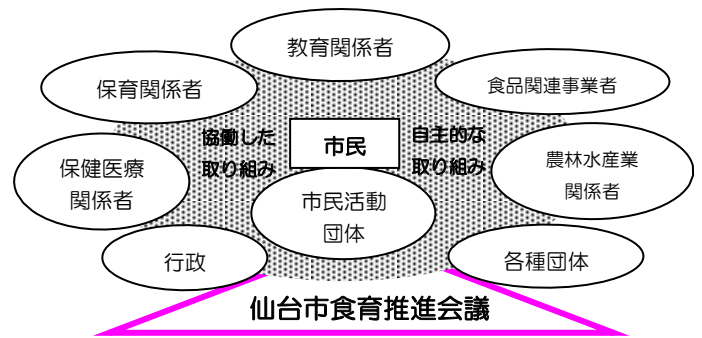 教育関係者
保育関係者
食品関連事業者
協働した
取り組み
市民
自主的な
取り組み
保健医療
関係者
農林水産業
関係者
市民活動
団体
行政
各種団体
仙台市食育推進会議